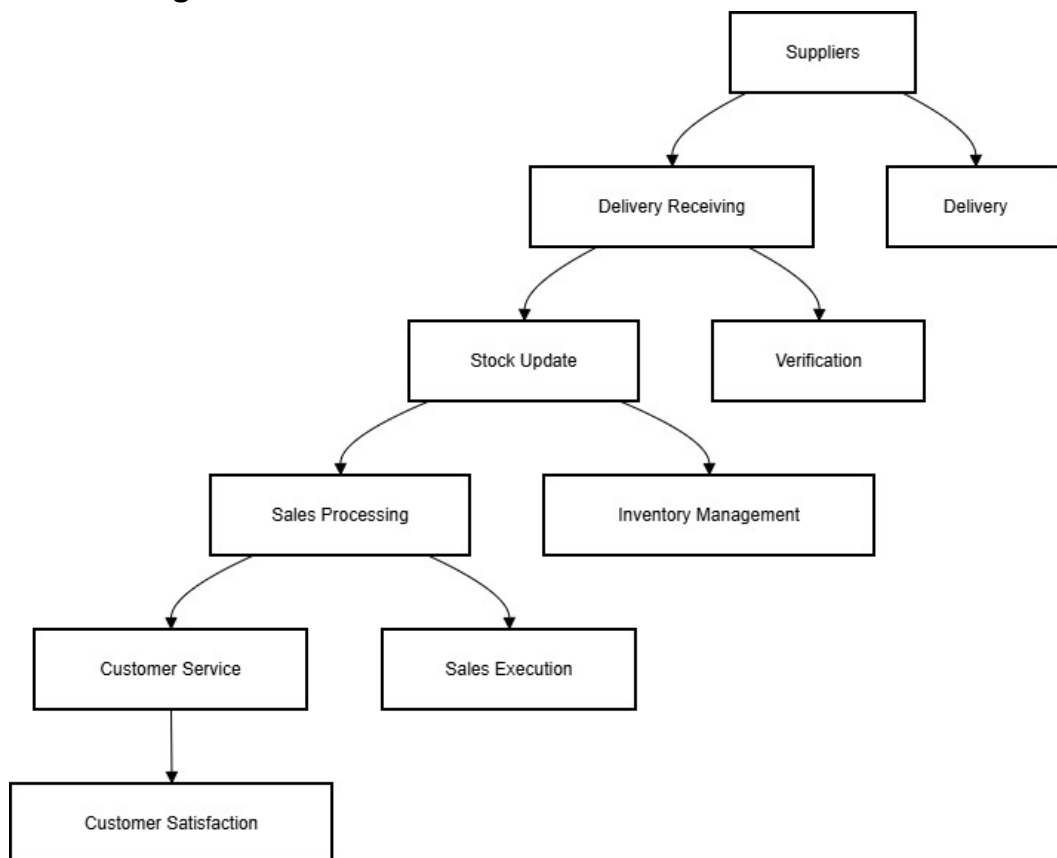 Suppliers
Delivery Receiving
Delivery
Stock Update
Verification
Sales Processing
Inventory Management
Customer Service
Sales Execution
Customer Satisfaction